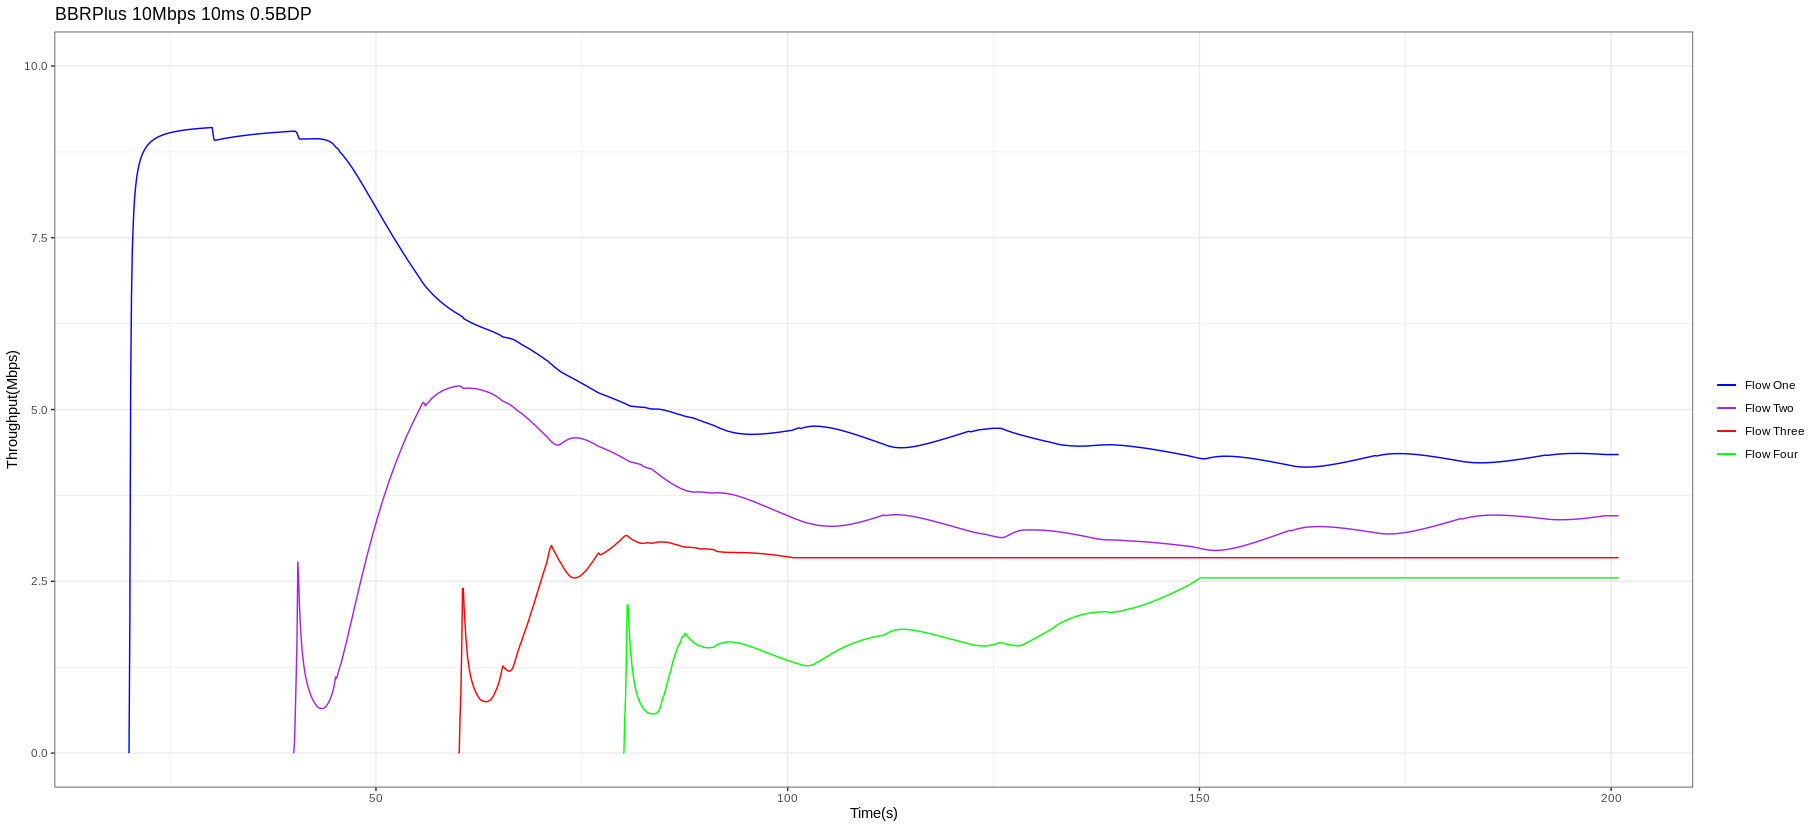 BBRPlus 10Mbps 10ms 0.5BDP
Throughput(Mbps)
10.0
7.5
5.0
2.5
0.0
50
100
150
200
Time(s)
Flow One
Flow Two
Flow Three
Flow Four